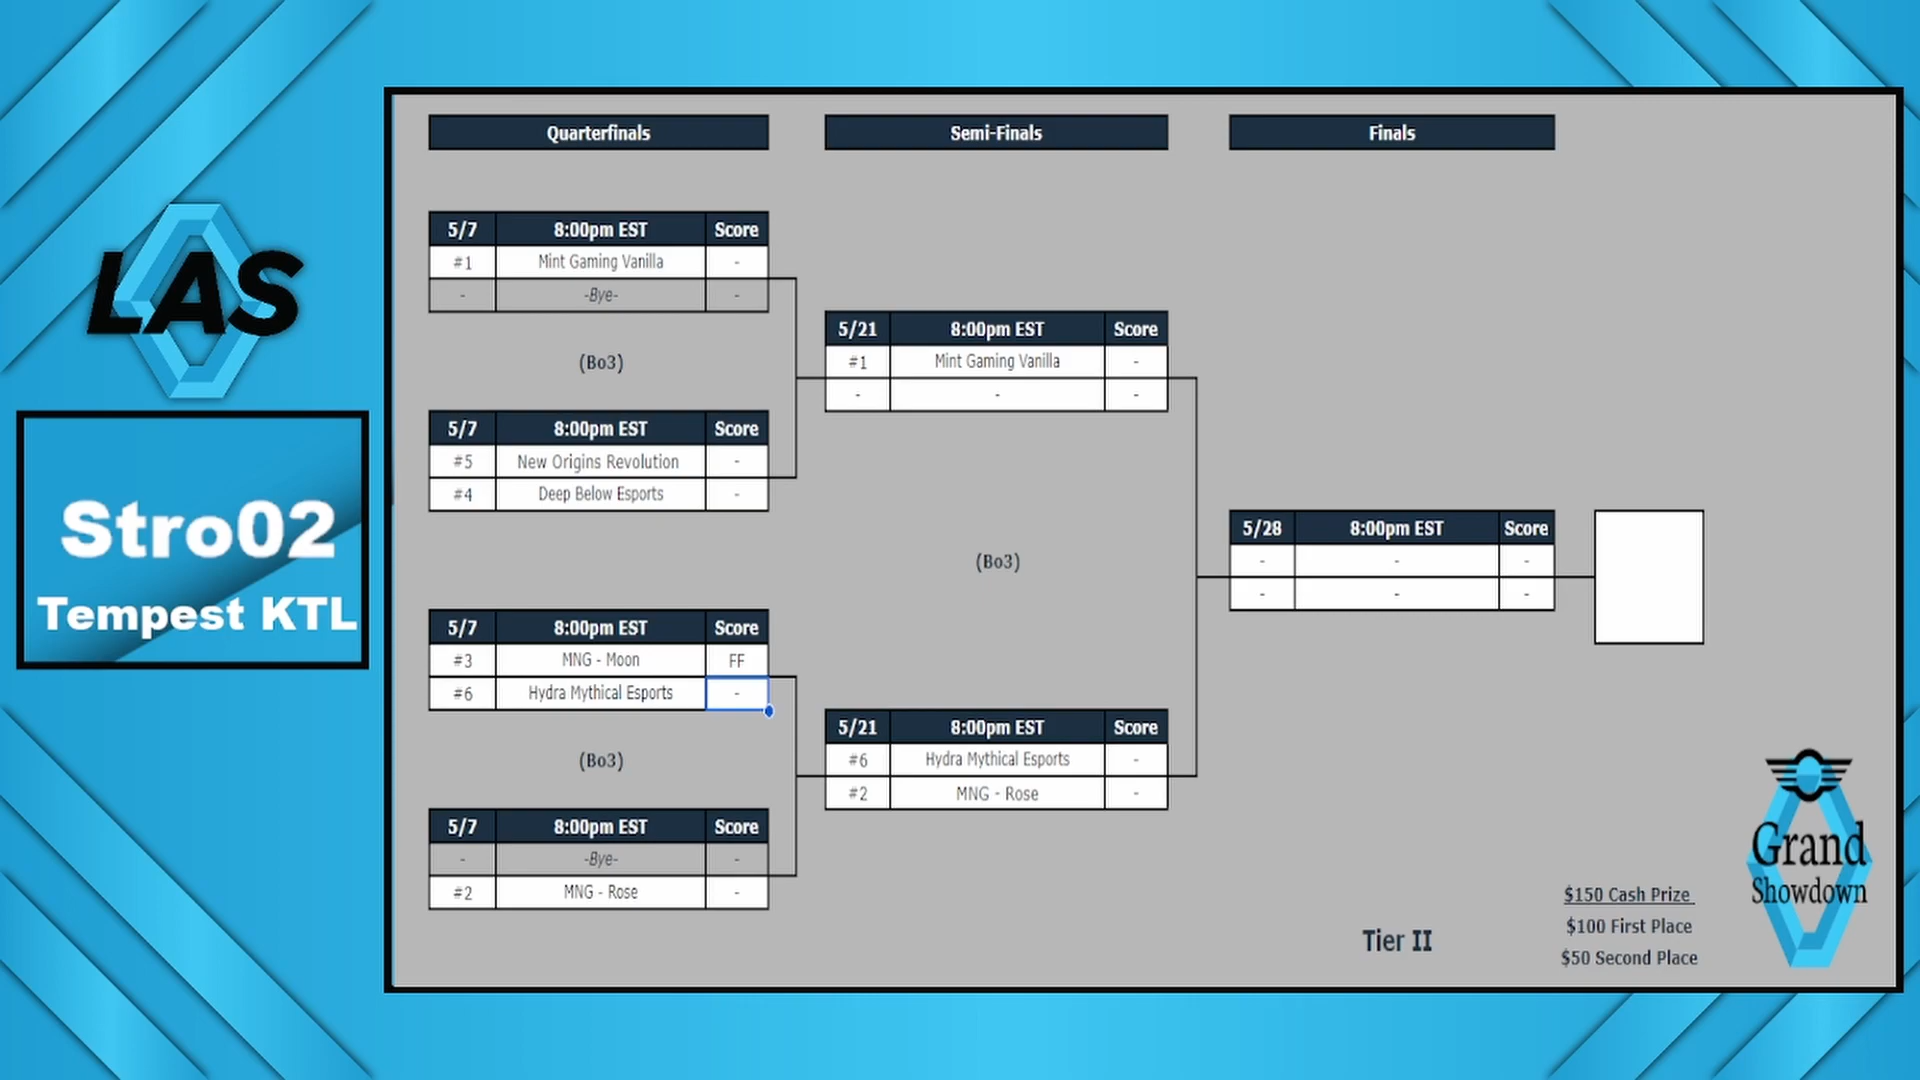 Quarterfinals Semi-Finals Finals
5/7 8:00pm EST Score
#1 Mint Gaming Vanilla -
- -Bye- -
(Bo3)
5/7 8:00pm EST Score
#5 New Origins Revolution -
#4 Deep Below Esports -
5/7 8:00pm EST Score
#3 MNG - Moon FF
#6 Hydra Mythical Esports -
(Bo3)
5/7 8:00pm EST Score
- -Bye- -
#2 MNG - Rose -
5/21 8:00pm EST Score
#1 Mint Gaming Vanilla -
- - -
(Bo3)
5/21 8:00pm EST Score
#6 Hydra Mythical Esports -
#2 MNG - Rose -
5/28 8:00pm EST Score
- - -
- - -
LAS
Stro02
Tempest KTL
Tier II
$150 Cash Prize
$100 First Place
$50 Second Place
Grand
Showdown